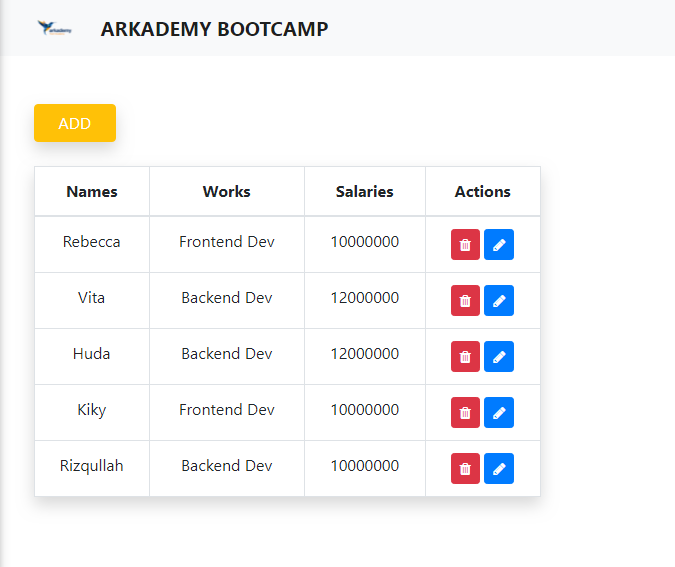 arkademy
ARKADEMY BOOTCAMP
ADD
Names Works Salaries Actions
Rebecca Frontend Dev 10000000
Vita Backend Dev 12000000
Huda Backend Dev 12000000
Kiky Frontend Dev 10000000
Rizqullah Backend Dev 10000000